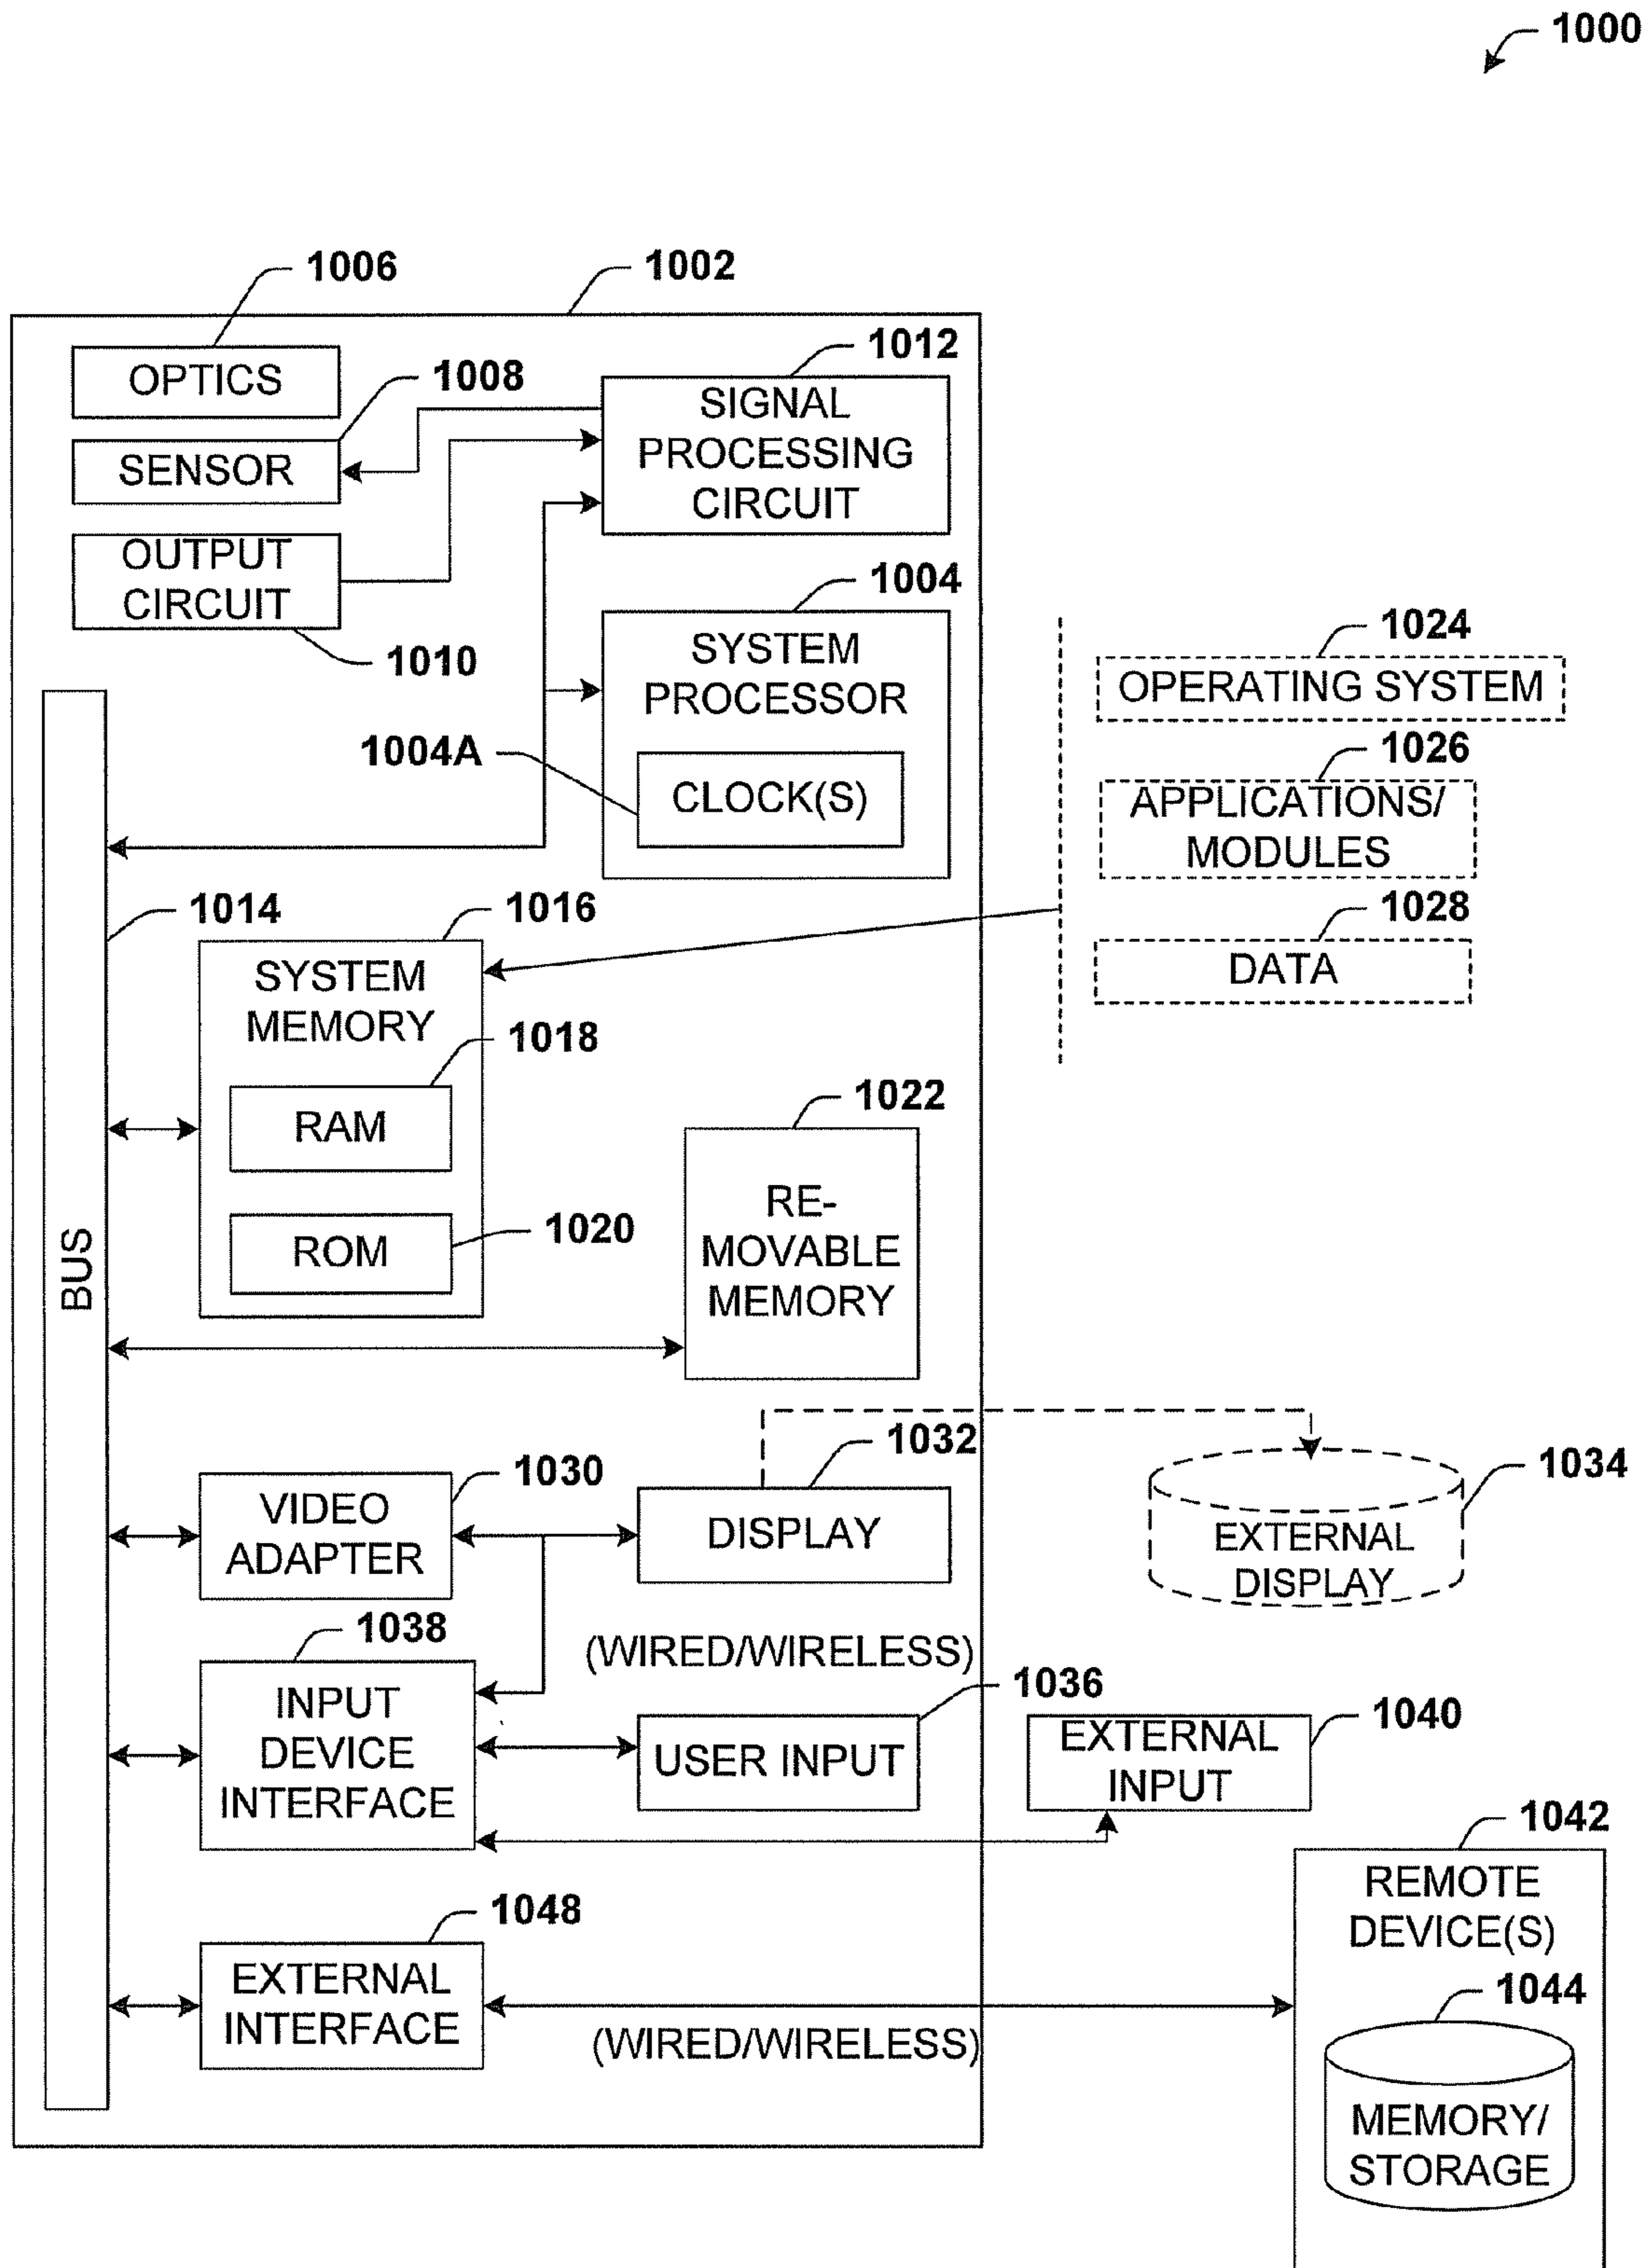 1000
1006
1002
OPTICS
1008
1012
SIGNAL
PROCESSING
CIRCUIT
SENSOR
OUTPUT
CIRCUIT
1010
1004
SYSTEM
PROCESSOR
1004A
CLOCK(S)
1024
OPERATING SYSTEM
1026
APPLICATIONS/
MODULES
1028
DATA
1014
BUS
1016
SYSTEM
MEMORY
1018
RAM
1020
ROM
1022
RE-
MOVABLE
MEMORY
1030
VIDEO
ADAPTER
1032
DISPLAY
1034
EXTERNAL
DISPLAY
1038
INPUT
DEVICE
INTERFACE
(WIRED/WIRELESS)
1036
USER INPUT
1040
EXTERNAL
INPUT
1042
REMOTE
DEVICE(S)
1044
MEMORY/
STORAGE
1048
EXTERNAL
INTERFACE
(WIRED/WIRELESS)